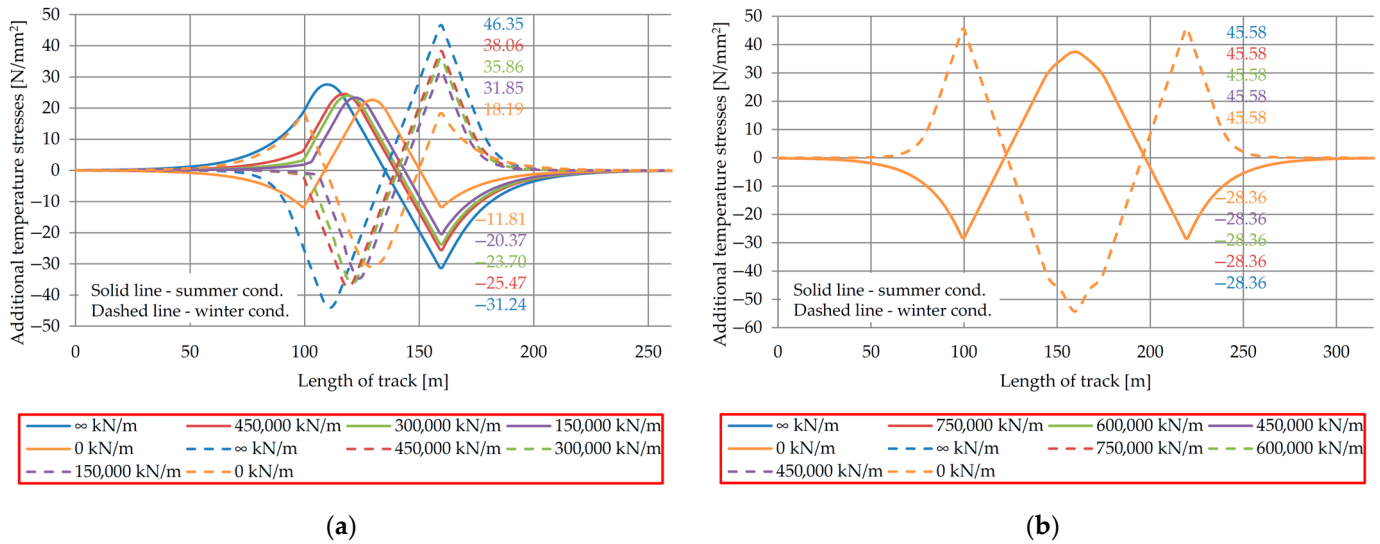 Additional temperature stresses [N/mm²]
50
40
30
20
10
0
−10
−20
−30
−40
−50
46.35
38.06
35.86
31.85
18.19
−11.81
−20.37
−23.70
−25.47
−31.24
Solid line - summer cond.
Dashed line - winter cond.
0 50 100 150 200 250
Length of track [m]
∞ kN/m 450,000 kN/m 300,000 kN/m 150,000 kN/m
0 kN/m ∞ kN/m 450,000 kN/m 300,000 kN/m
150,000 kN/m 0 kN/m
(a)
Additional temperature stresses [N/mm²]
50
40
30
20
10
0
−10
−20
−30
−40
−50
−60
45.58
45.58
45.58
45.58
45.58
−28.36
−28.36
−28.36
−28.36
−28.36
Solid line - summer cond.
Dashed line - winter cond.
0 50 100 150 200 250 300
Length of track [m]
∞ kN/m 750,000 kN/m 600,000 kN/m 450,000 kN/m
0 kN/m ∞ kN/m 750,000 kN/m 600,000 kN/m
450,000 kN/m 0 kN/m
(b)